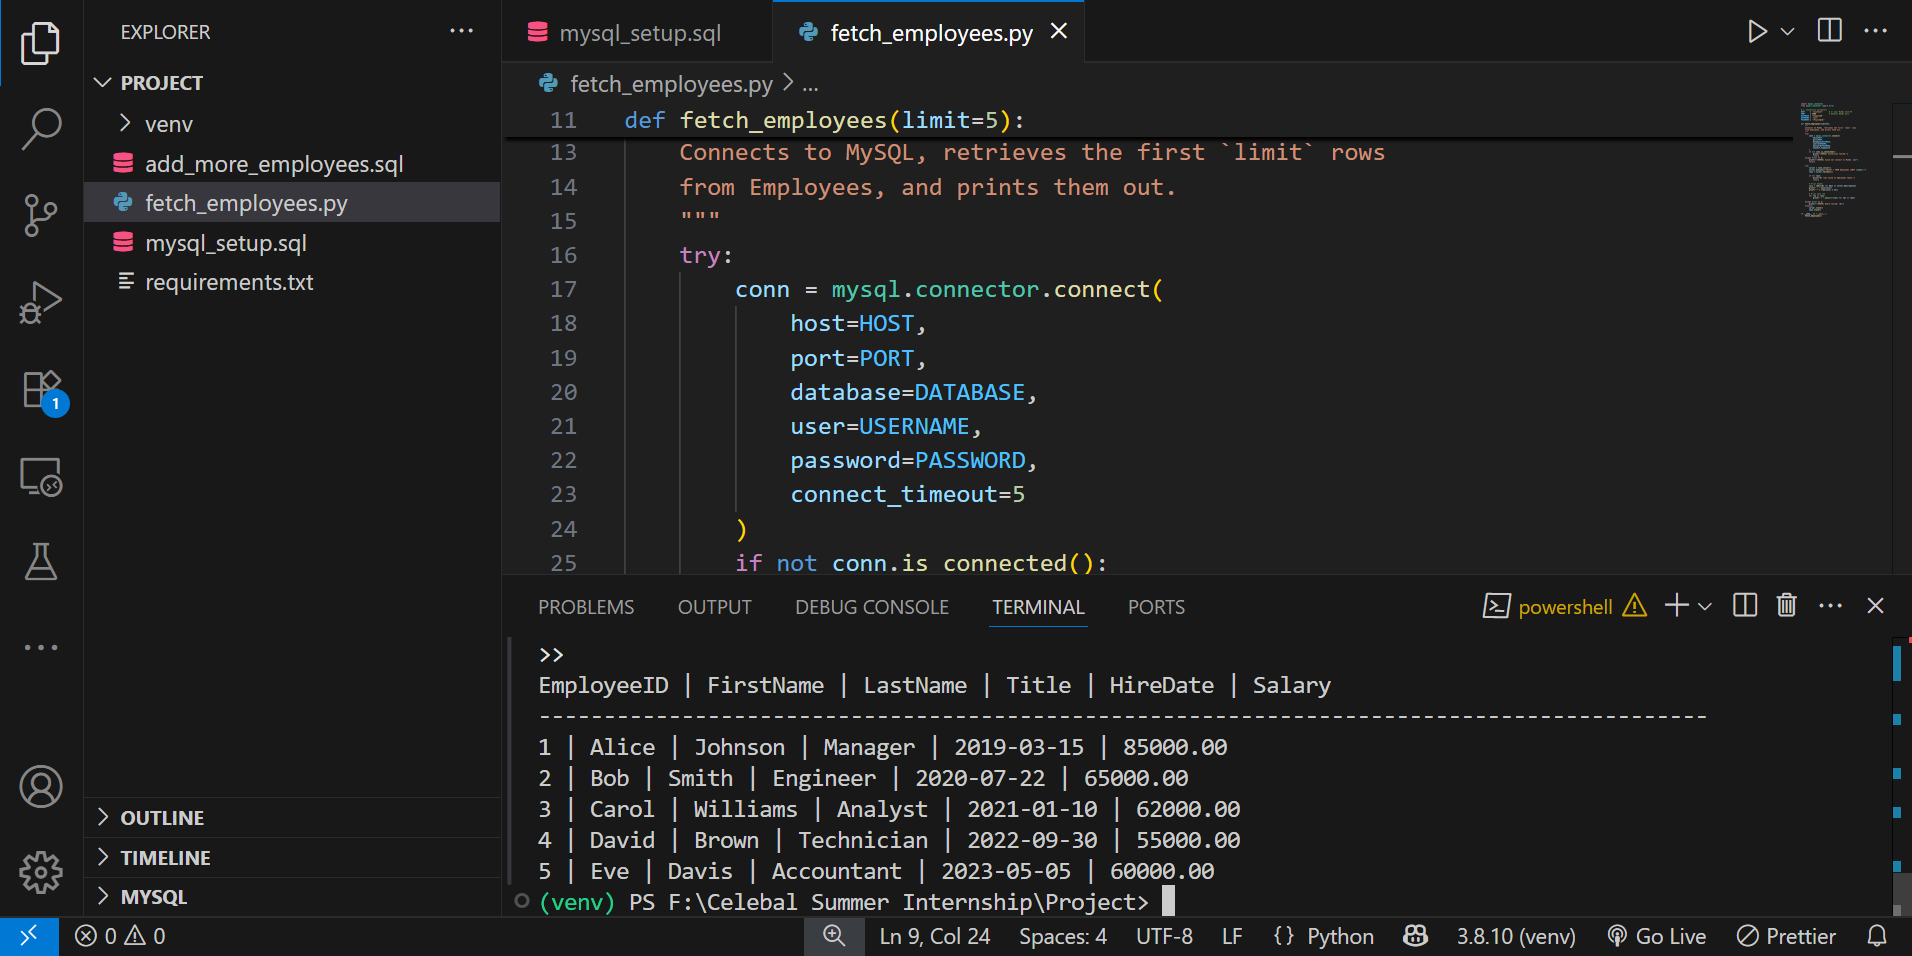 EXPLORER
PROJECT
venv
add_more_employees.sql
fetch_employees.py
mysql_setup.sql
requirements.txt
1
OUTLINE
TIMELINE
MYSQL
mysql_setup.sql
fetch_employees.py
fetch_employees.py > ...
11 def fetch_employees(limit=5):
13 Connects to MySQL, retrieves the first `limit` rows
14 from Employees, and prints them out.
15 """
16 try:
17 conn = mysql.connector.connect(
18 host=HOST,
19 port=PORT,
20 database=DATABASE,
21 user=USERNAME,
22 password=PASSWORD,
23 connect_timeout=5
24 )
25 if not conn.is_connected():
PROBLEMS OUTPUT DEBUG CONSOLE TERMINAL PORTS
powershell
>>
EmployeeID | FirstName | LastName | Title | HireDate | Salary
------------------------------------------------------------------------------------------
1 | Alice | Johnson | Manager | 2019-03-15 | 85000.00
2 | Bob | Smith | Engineer | 2020-07-22 | 65000.00
3 | Carol | Williams | Analyst | 2021-01-10 | 62000.00
4 | David | Brown | Technician | 2022-09-30 | 55000.00
5 | Eve | Davis | Accountant | 2023-05-05 | 60000.00
(venv) PS F:\Celebal Summer Internship\Project>
0 0 Ln 9, Col 24 Spaces: 4 UTF-8 LF {} Python 3.8.10 (venv) Go Live Prettier